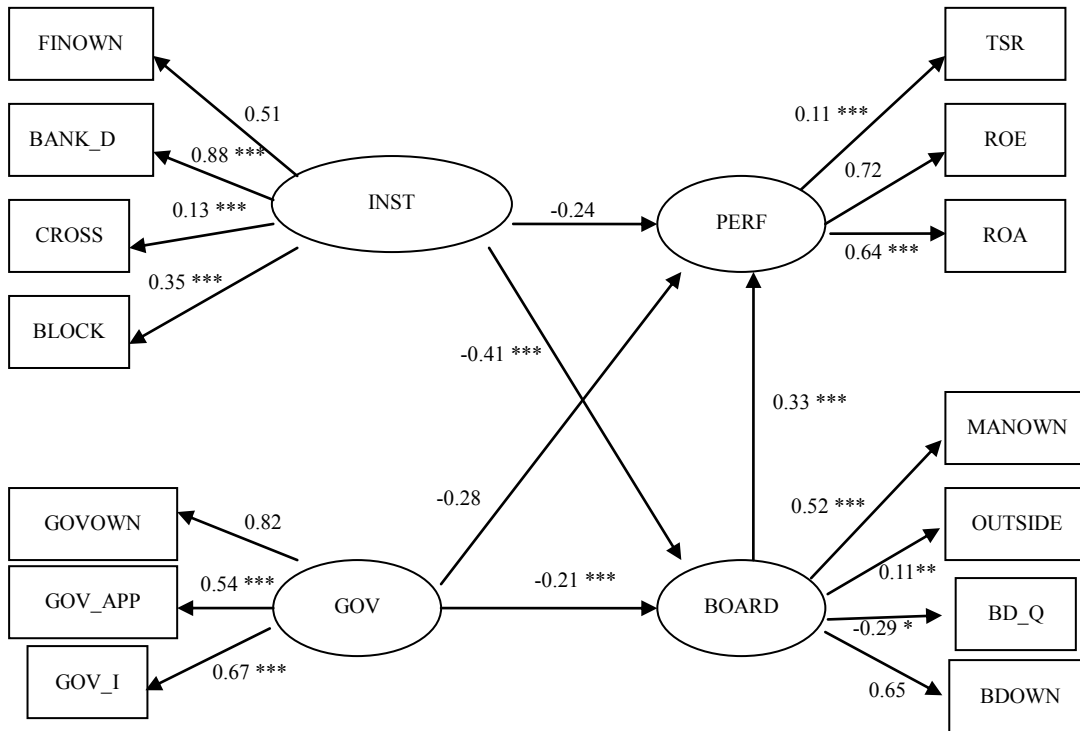 FINOWN
TSR
0.51
0.11 ***
BANK_D
0.88 ***
ROE
0.72
INST
PERF
CROSS
0.13 ***
-0.24
0.64 ***
ROA
0.35 ***
BLOCK
-0.41 ***
0.33 ***
MANOWN
-0.28
0.52 ***
GOVOWN
0.82
OUTSIDE
0.11**
GOV_APP
0.54 ***
GOV
-0.21 ***
BOARD
BD_Q
-0.29 *
GOV_I
0.67 ***
0.65
BDOWN